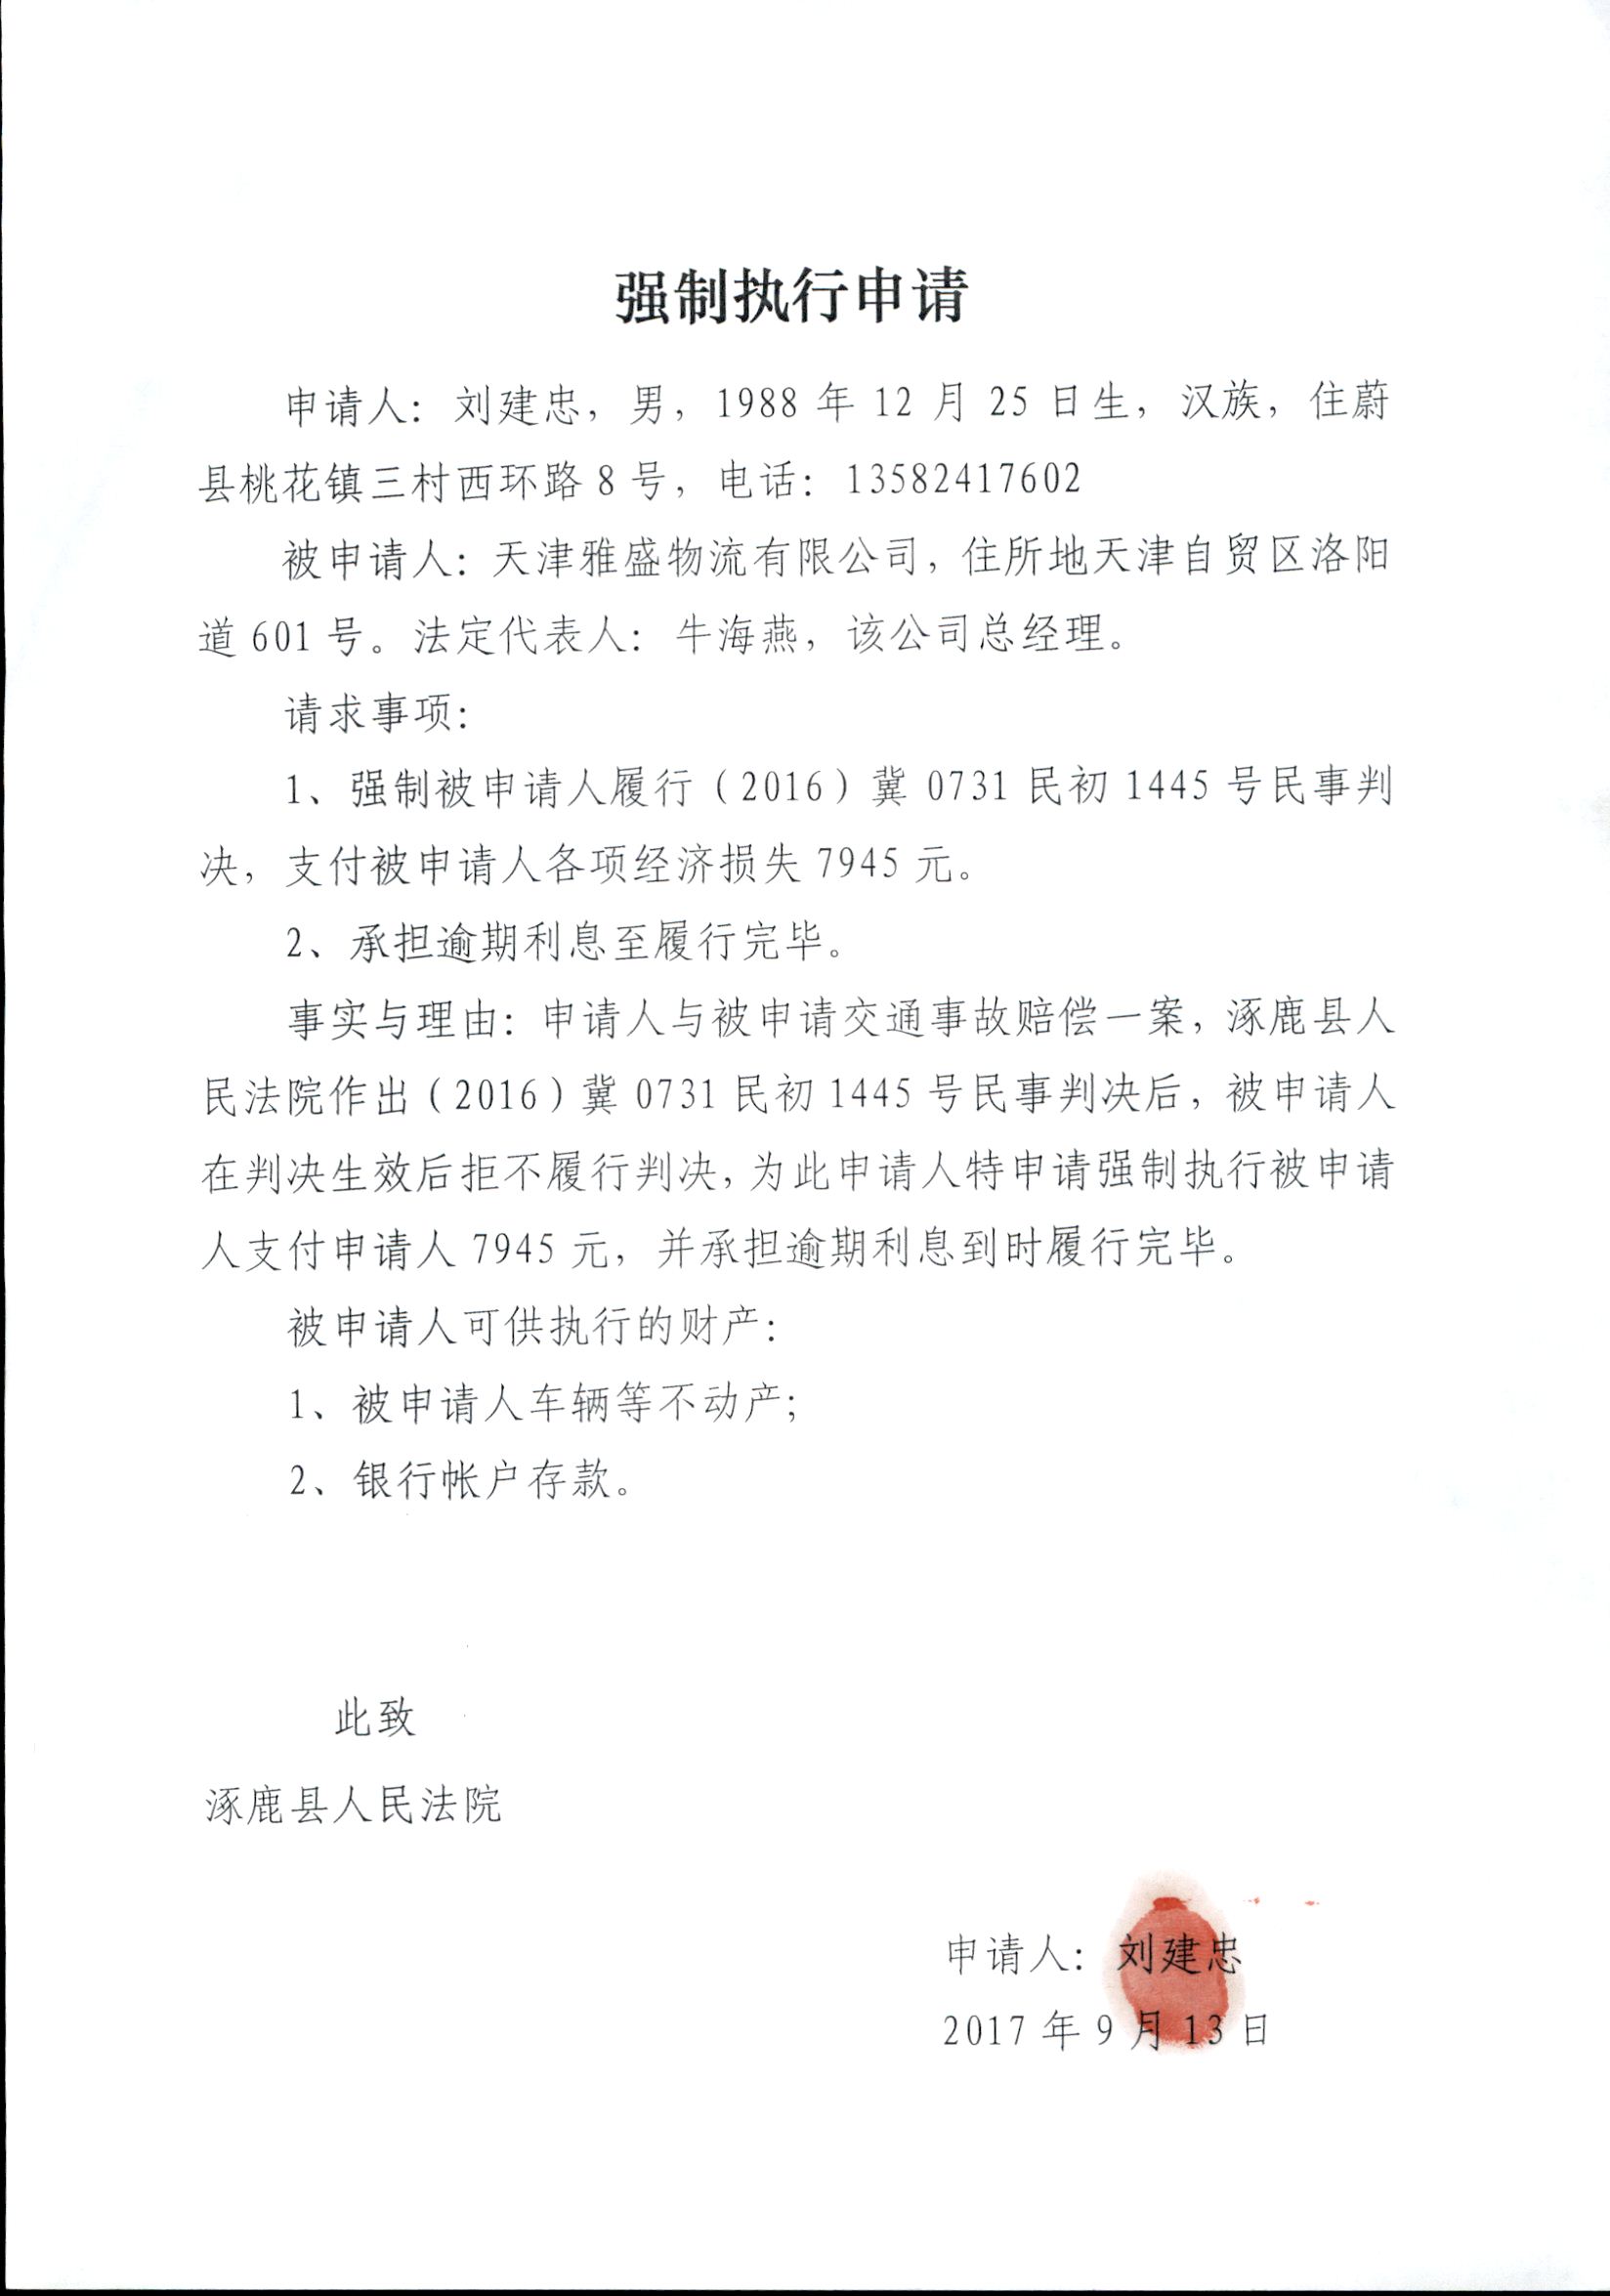 强制执行申请
申请人：刘建忠，男，1988 年 12 月 25 日生，汉族，住蔚
县桃花镇三村西环路 8 号，电话：13582417602
被申请人：天津雅盛物流有限公司，住所地天津自贸区洛阳
道 601 号。法定代表人：牛海燕，该公司总经理。
请求事项：
1、强制被申请人履行（2016）冀 0731 民初 1445 号民事判
决，支付被申请人各项经济损失 7945 元。
2、承担逾期利息至履行完毕。
事实与理由：申请人与被申请交通事故赔偿一案，涿鹿县人
民法院作出（2016）冀 0731 民初 1445 号民事判决后，被申请人
在判决生效后拒不履行判决，为此申请人特申请强制执行被申请
人支付申请人 7945 元，并承担逾期利息到时履行完毕。
被申请人可供执行的财产：
1、被申请人车辆等不动产；
2、银行帐户存款。
此致
涿鹿县人民法院
申请人：刘建忠
2017 年 9 月 13 日